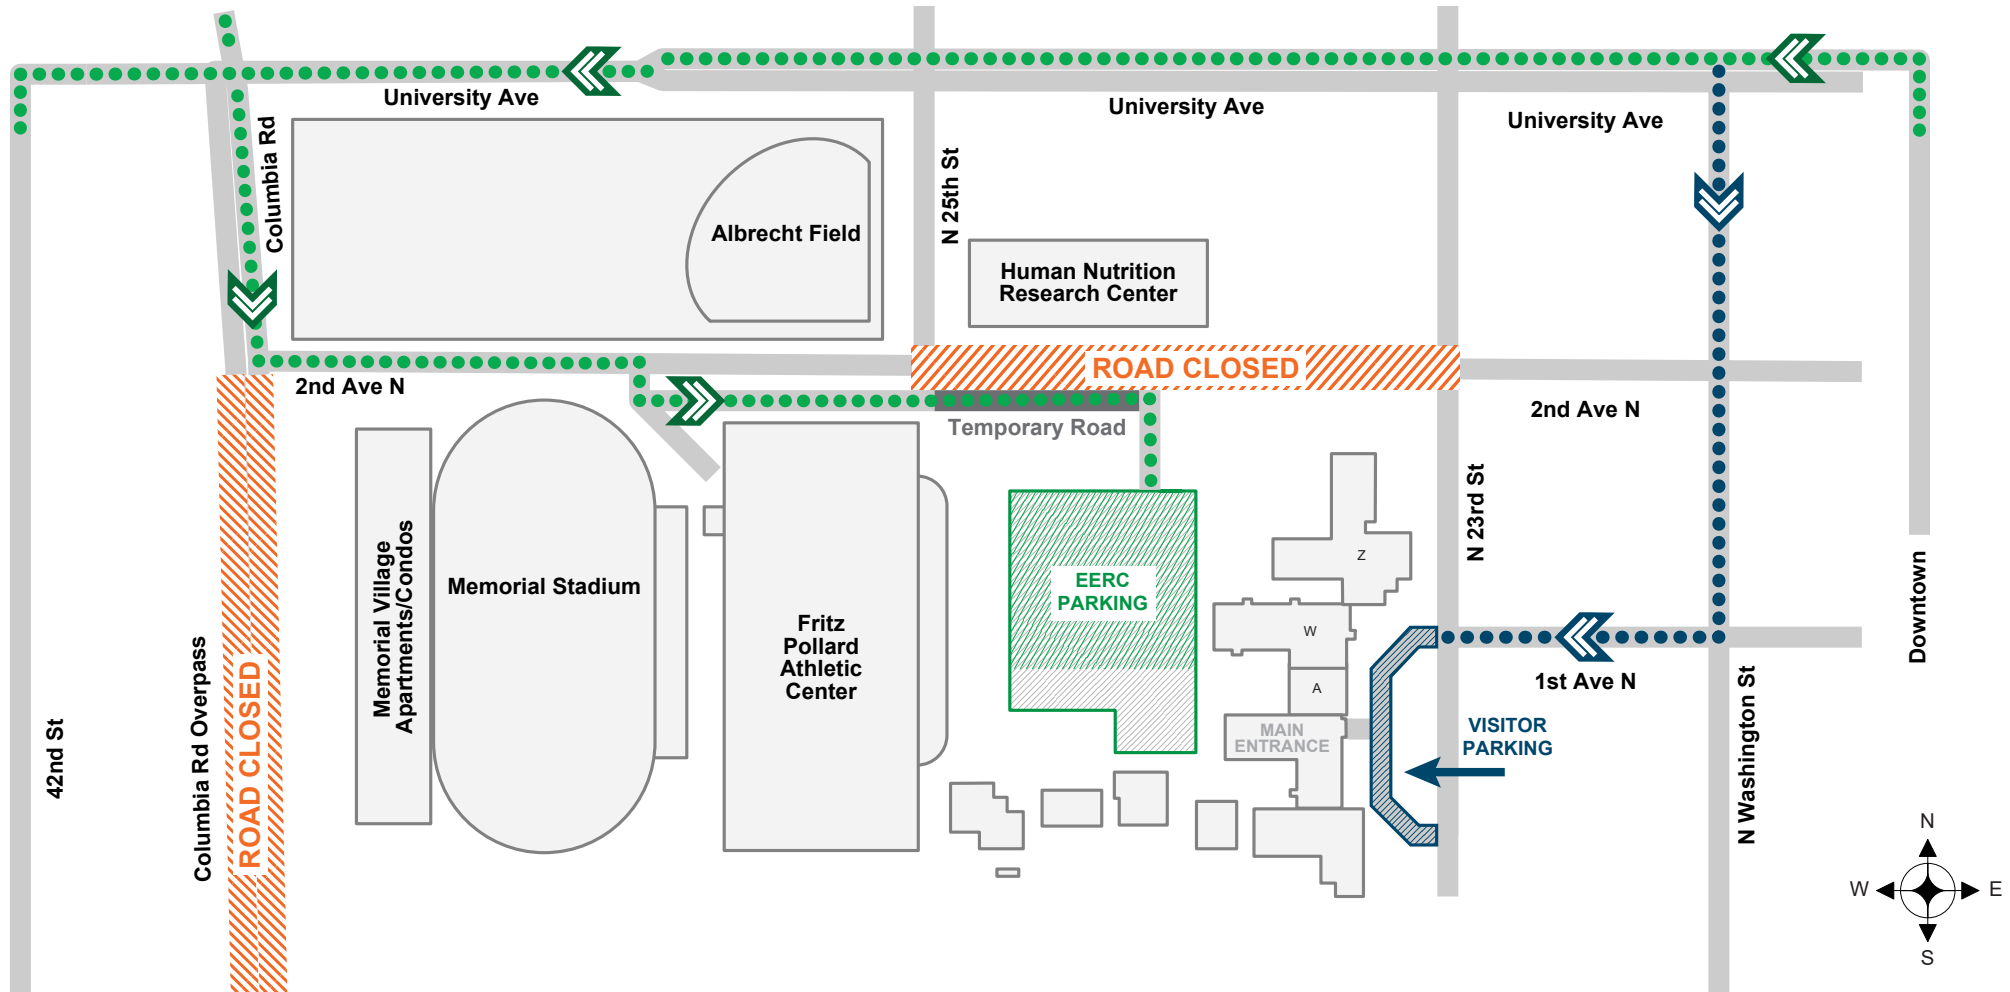 University Ave
University Ave
University Ave
Columbia Rd
N 25th St
Albrecht Field
Human Nutrition
Research Center
ROAD CLOSED
2nd Ave N
2nd Ave N
Temporary Road
Memorial Village
Apartments/Condos
Memorial Stadium
Fritz
Pollard
Athletic
Center
EERC
PARKING
Z
W
A
MAIN
ENTRANCE
N 23rd St
1st Ave N
VISITOR
PARKING
N Washington St
Downtown
42nd St
Columbia Rd Overpass
ROAD CLOSED
N
W
E
S